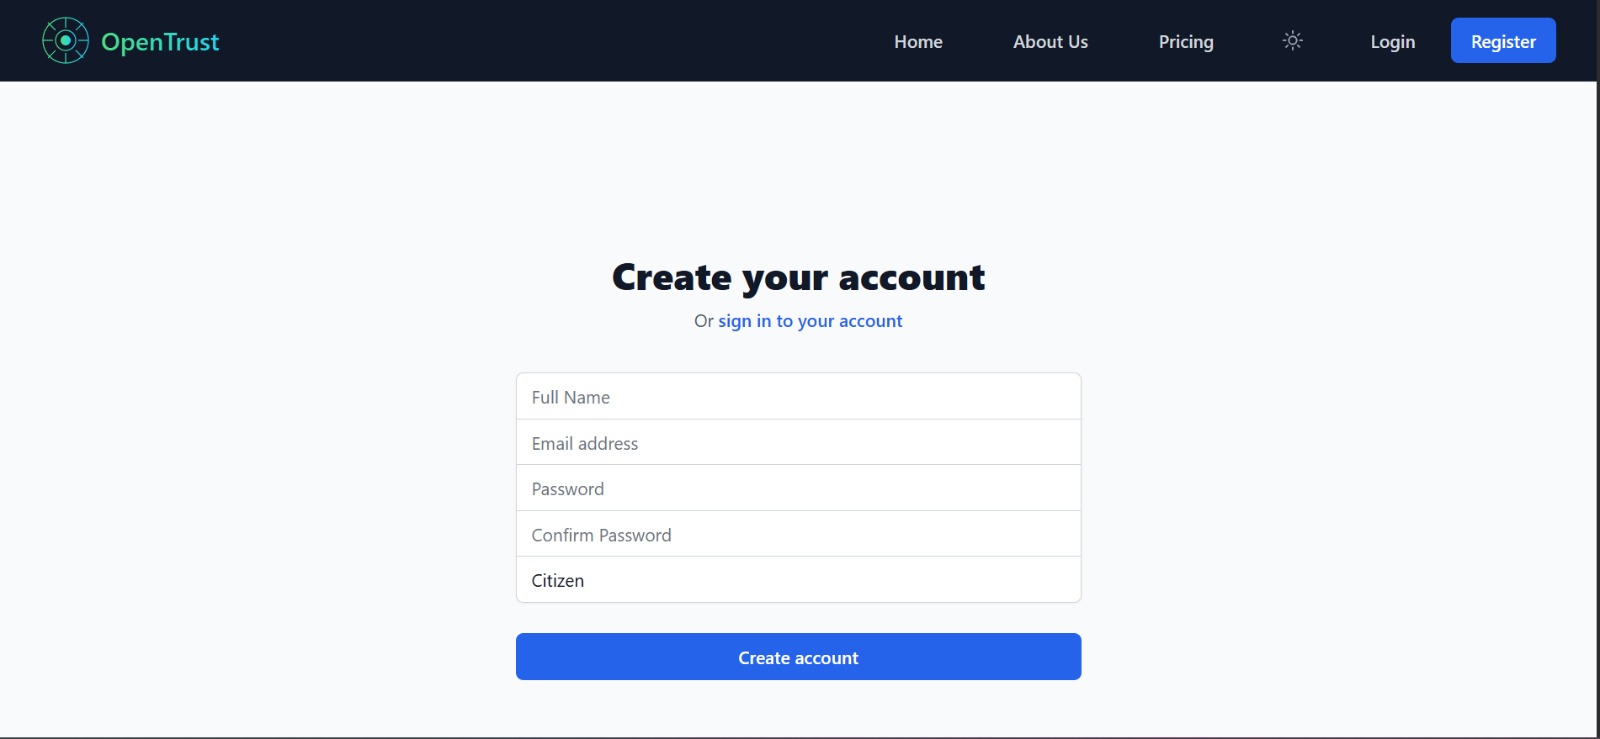 OpenTrust
Home About Us Pricing Login Register
Create your account
Or sign in to your account
Full Name
Email address
Password
Confirm Password
Citizen
Create account